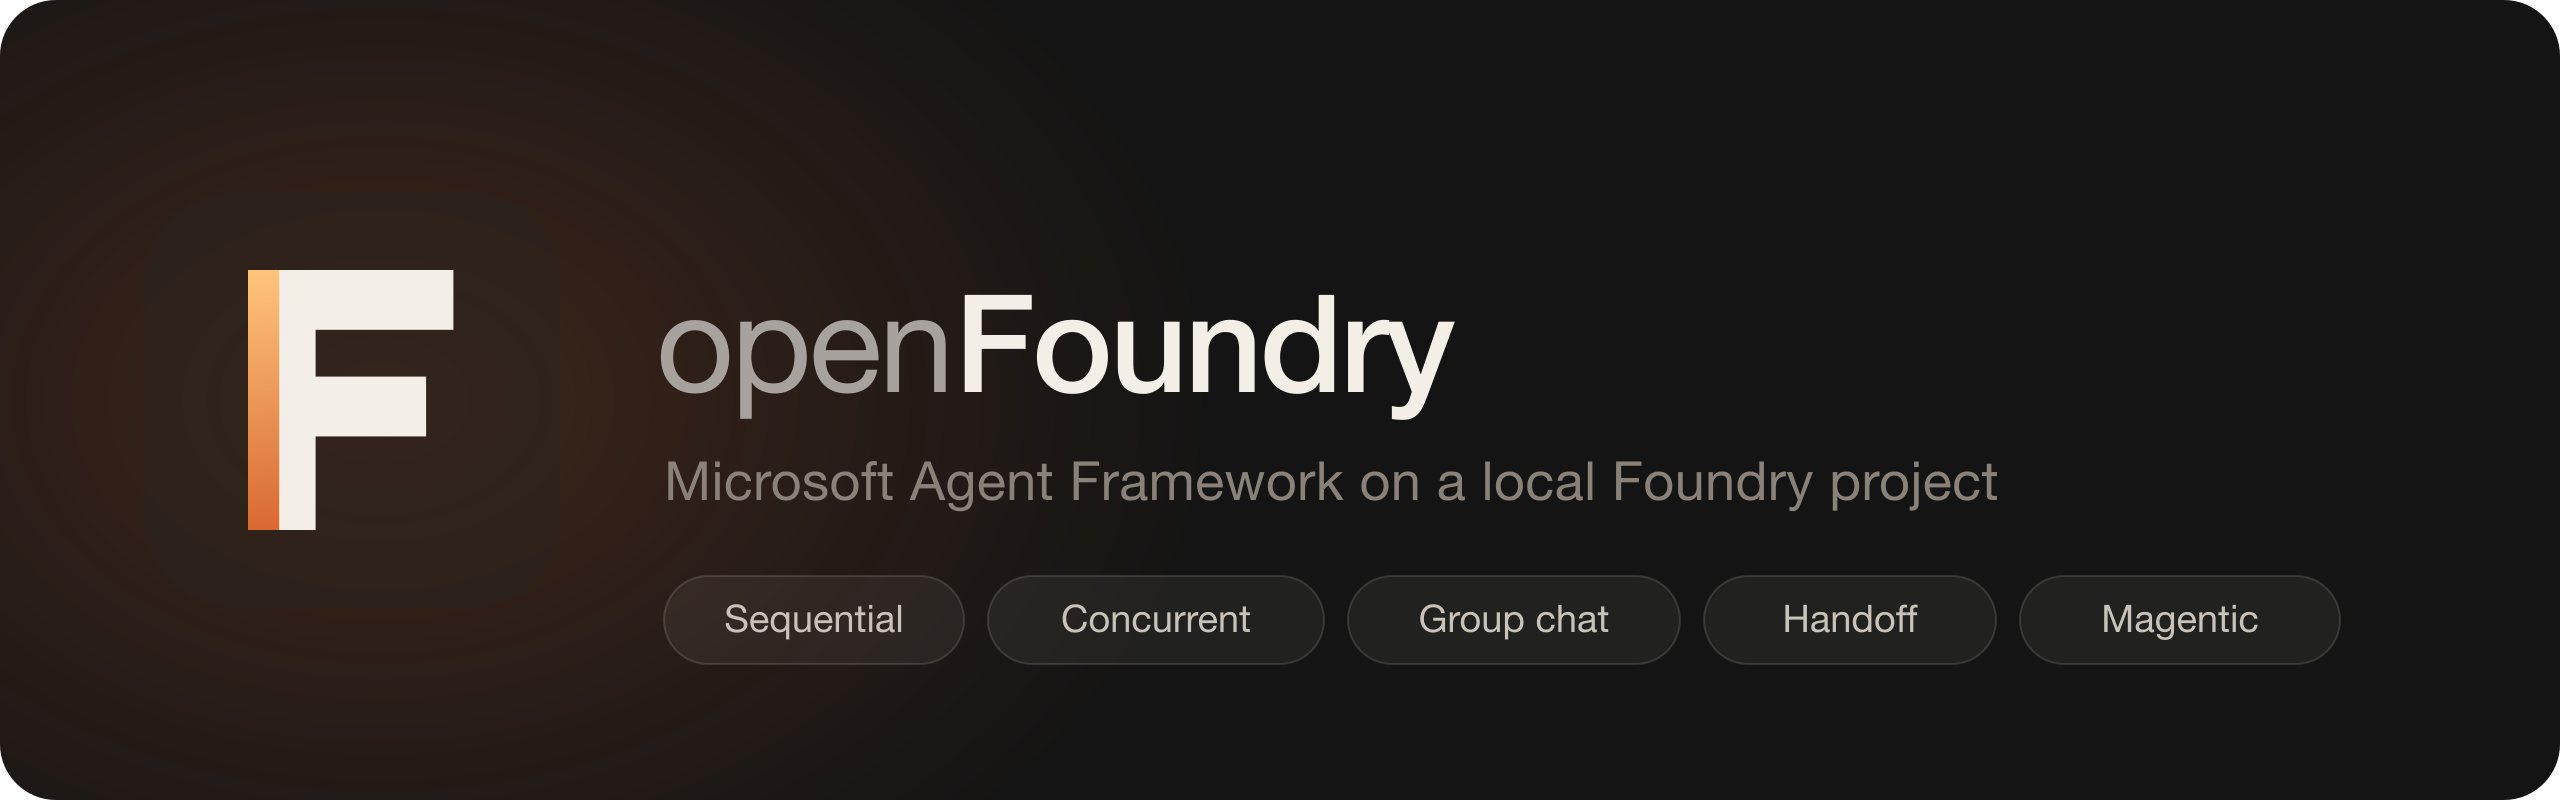 F
openFoundry
Microsoft Agent Framework on a local Foundry project
Sequential Concurrent Group chat Handoff Magentic